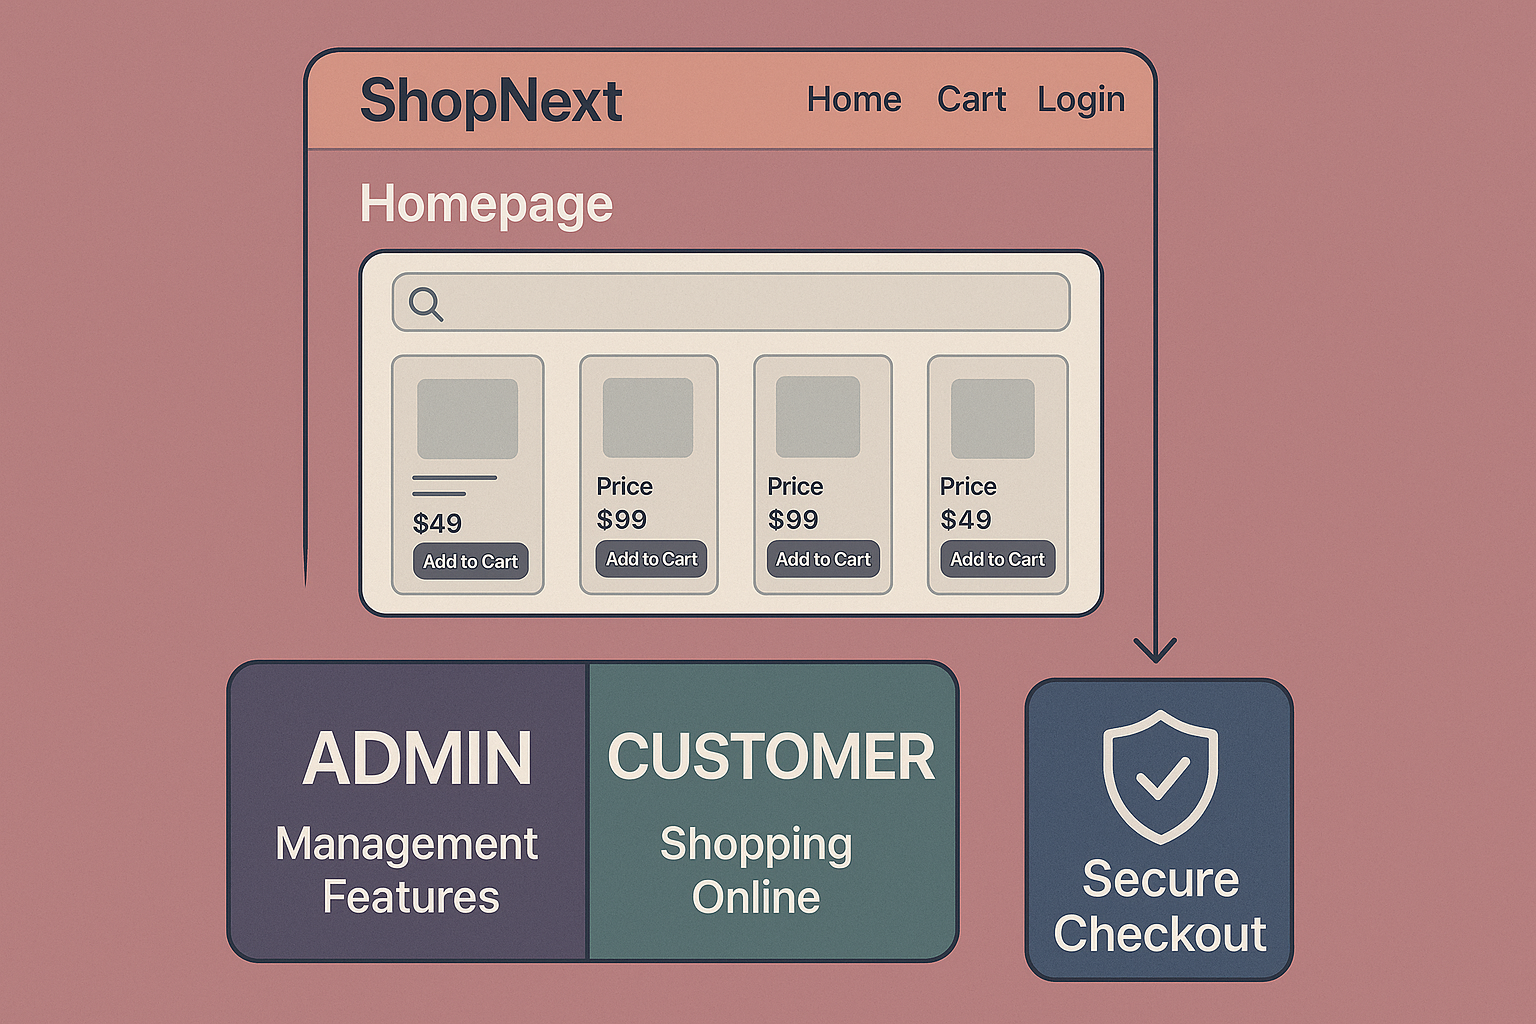 ShopNext
Home Cart Login
Homepage
$49
Add to Cart
Price
$99
Add to Cart
Price
$99
Add to Cart
Price
$49
Add to Cart
ADMIN
Management
Features
CUSTOMER
Shopping
Online
Secure
Checkout